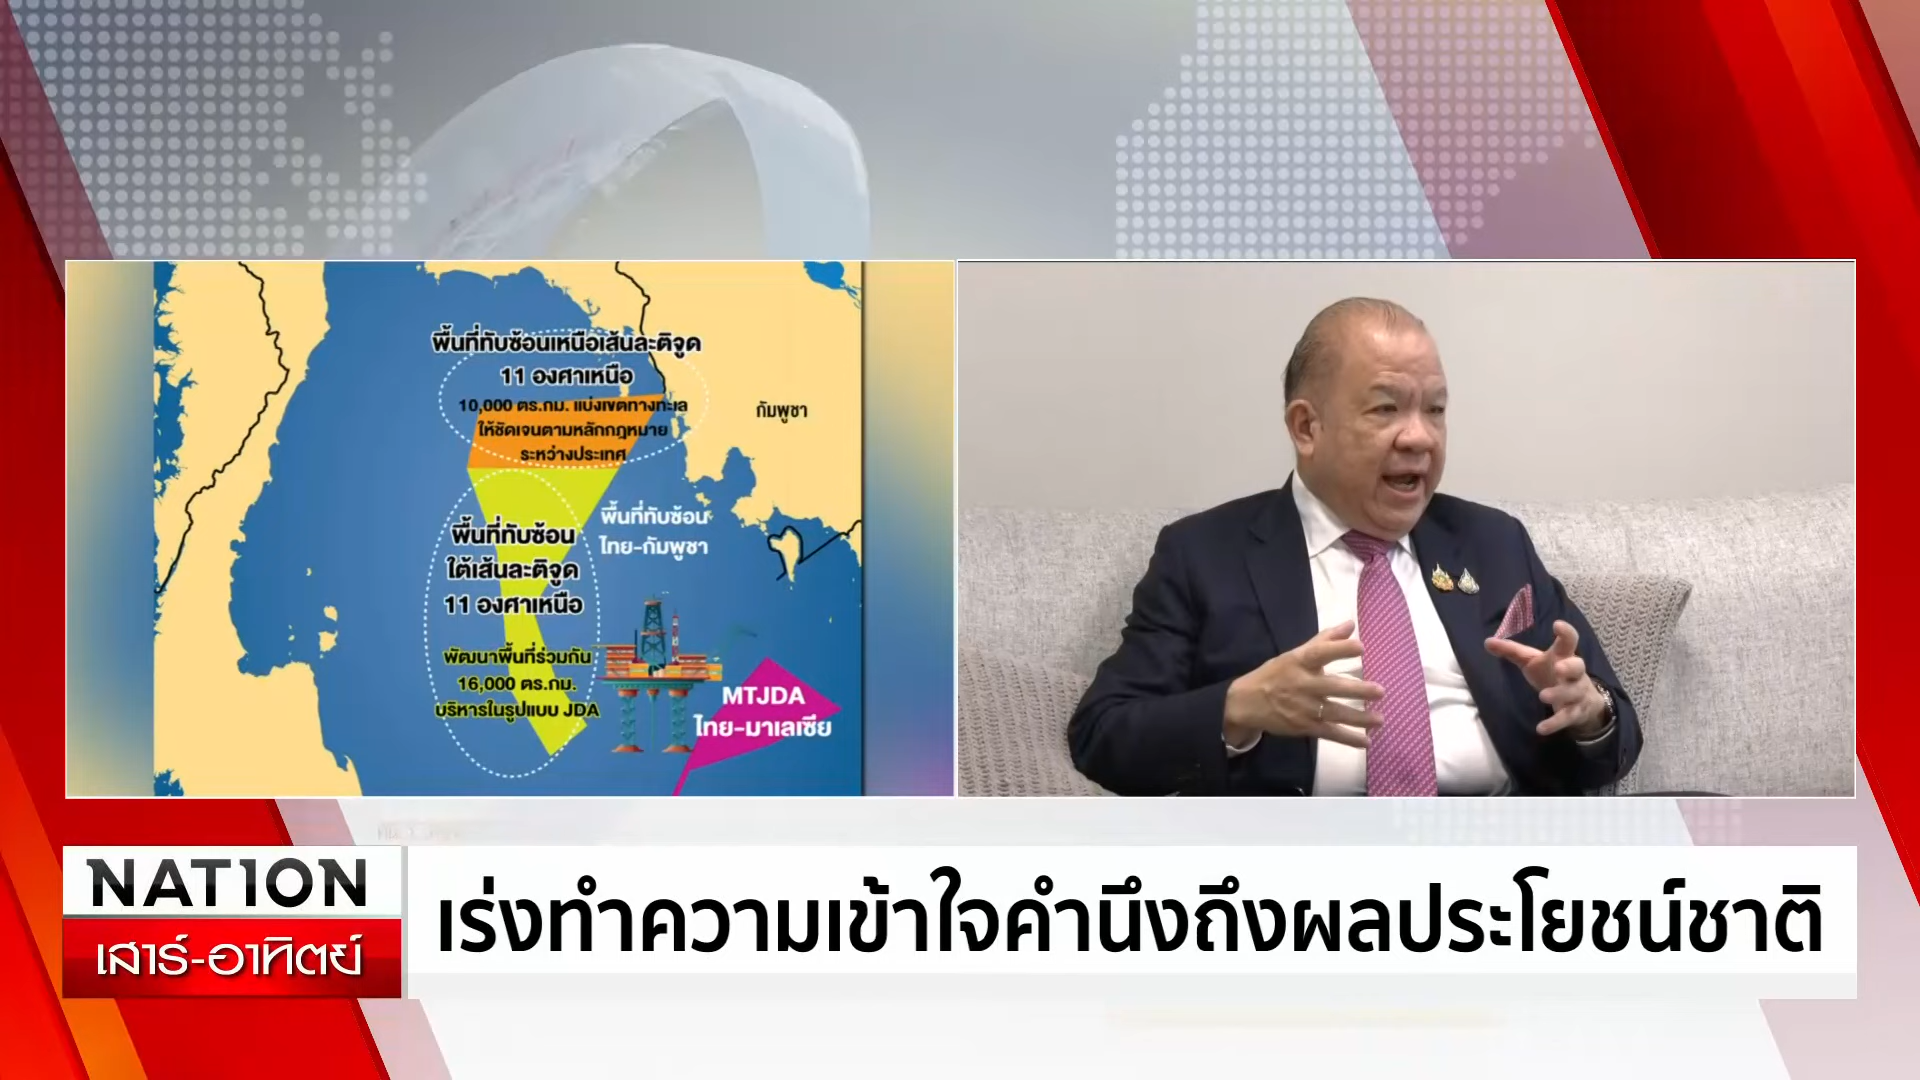 พื้นที่ทับซ้อนเหนือเส้นละติจูด
11 องศาเหนือ
10,000 ตร.กม. แบ่งเขตทางทะเล
ให้ชัดเจนตามหลักกฎหมาย
ระหว่างประเทศ
กัมพูชา
พื้นที่ทับซ้อน
ไทย-กัมพูชา
พื้นที่ทับซ้อน
ใต้เส้นละติจูด
11 องศาเหนือ
พัฒนาพื้นที่ร่วมกัน
16,000 ตร.กม.
บริหารในรูปแบบ JDA
MTJDA
ไทย-มาเลเซีย
NATION
เสาร์-อาทิตย์
เร่งทำความเข้าใจคำนึงถึงผลประโยชน์ชาติ